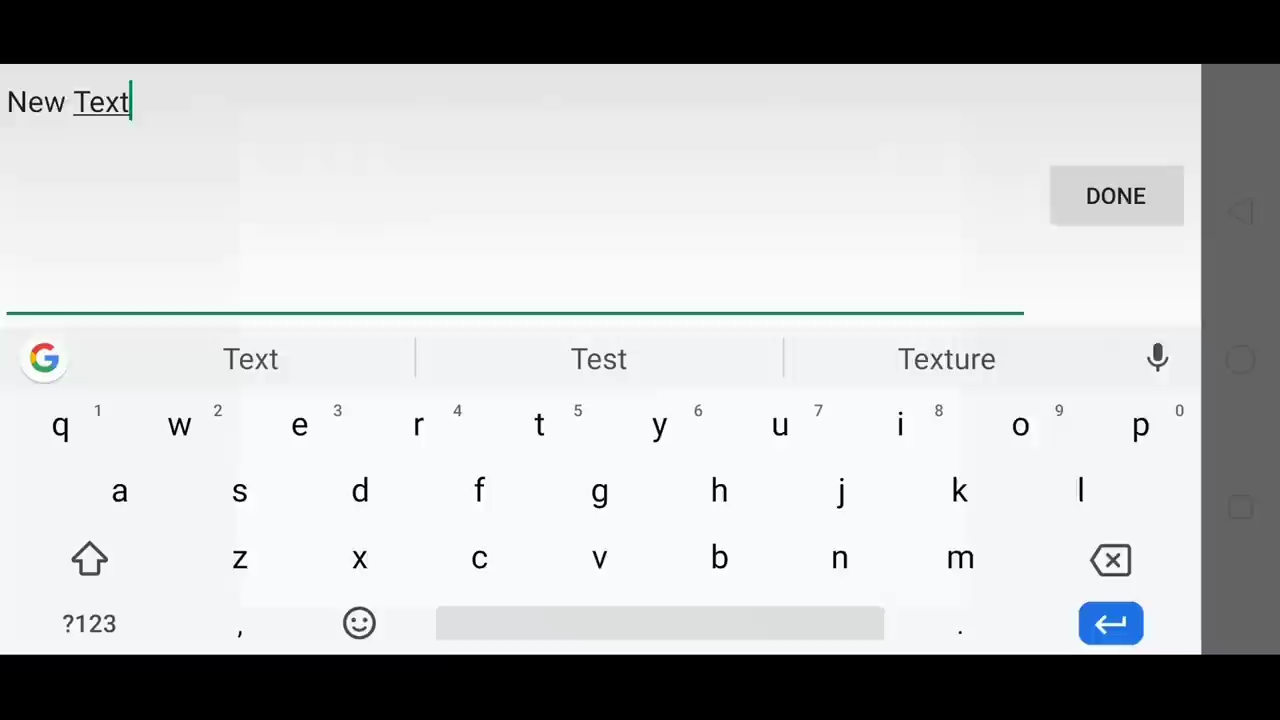 New Text
DONE
Text Test Texture
q 1 w 2 e 3 r 4 t 5 y 6 u 7 i 8 o 9 p 0
a s d f g h j k l
z x c v b n m
?123 , .